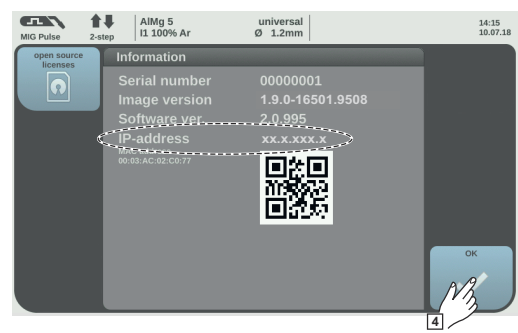 AlMg 5 universal 14:15
MIG Pulse 2-step I1 100% Ar Ø 1.2mm 10.07.18
open source
licenses
Information
Serial number 00000001
Image version 1.9.0-16501.9508
Software ver. 2.0.995
IP-address xx.x.xxx.x
00:03:AC:02:C0:77
OK
4